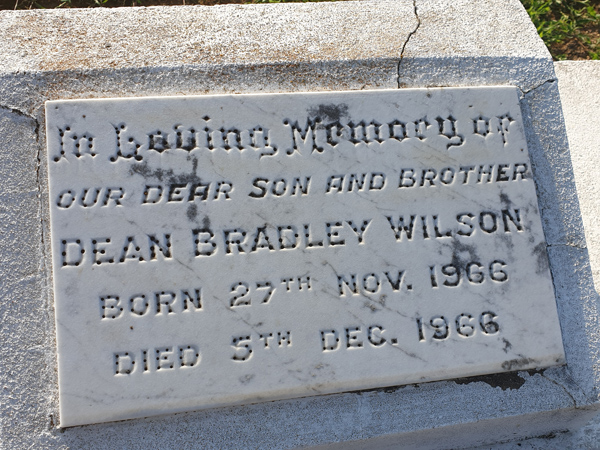 In Loving Memory of
OUR DEAR SON AND BROTHER
DEAN BRADLEY WILSON
BORN 27TH NOV. 1966
DIED 5TH DEC. 1966